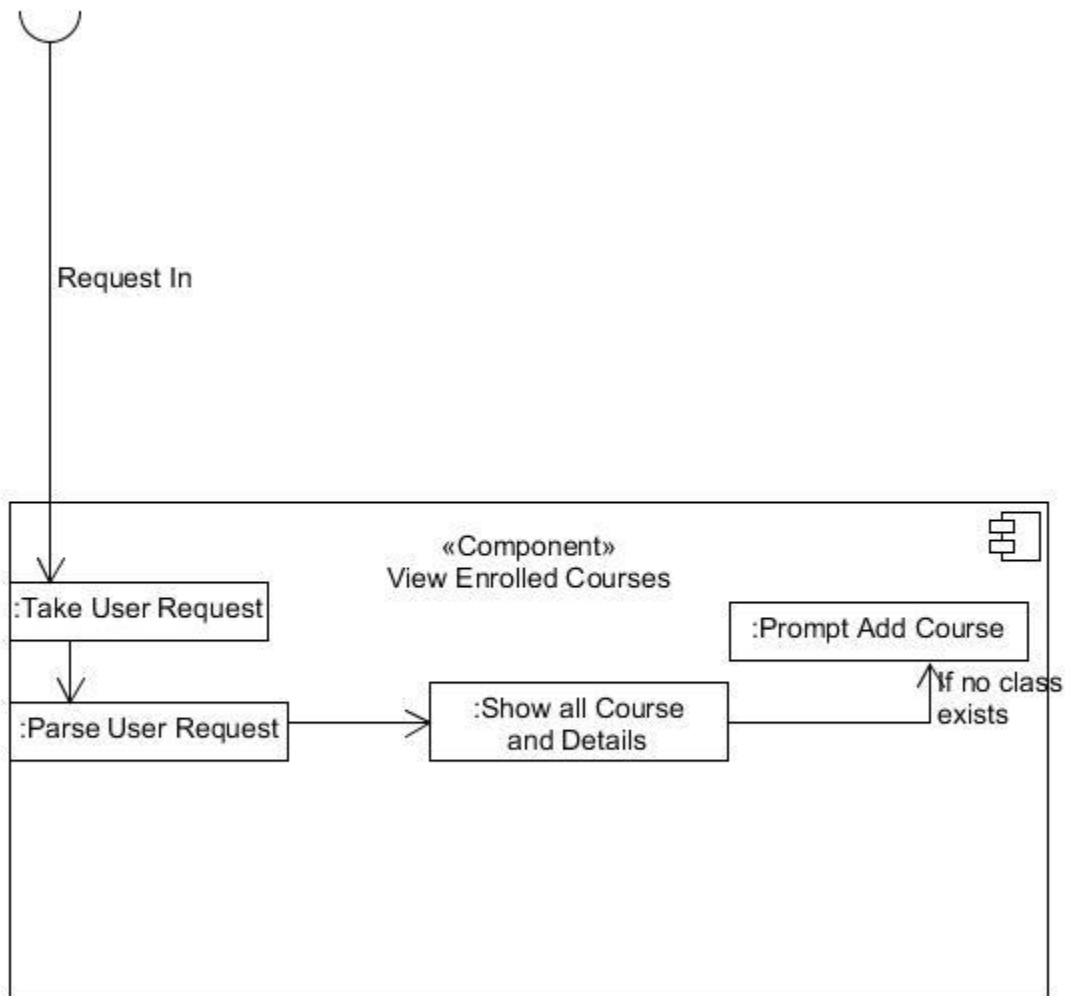 Request In
«Component»
View Enrolled Courses
:Take User Request
:Prompt Add Course
If no class
exists
:Parse User Request
:Show all Course
and Details